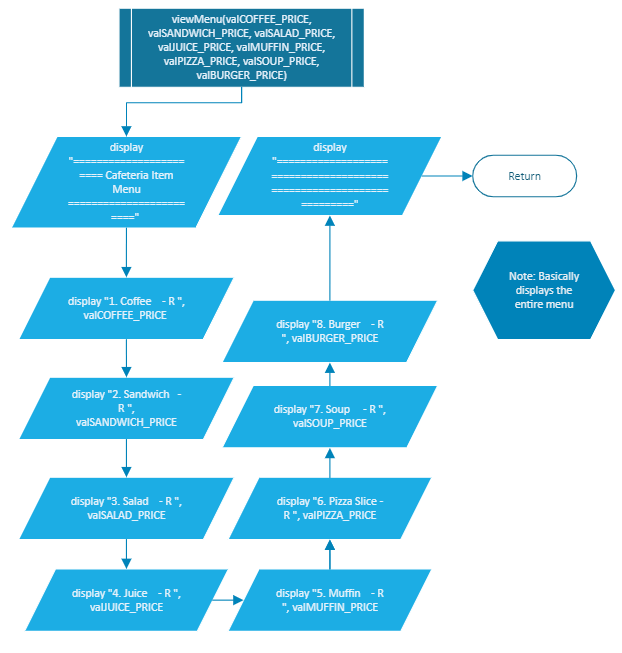 viewMenu(valCOFFEE_PRICE,
valSANDWICH_PRICE, valSALAD_PRICE,
valJUICE_PRICE, valMUFFIN_PRICE,
valPIZZA_PRICE, valSOUP_PRICE,
valBURGER_PRICE)
display
"===================
==== Cafeteria Item
Menu
====================
===="
display "1. Coffee - R ",
valCOFFEE_PRICE
display "2. Sandwich -
R ",
valSANDWICH_PRICE
display "3. Salad - R ",
valSALAD_PRICE
display "4. Juice - R ",
valJUICE_PRICE
display "5. Muffin - R
", valMUFFIN_PRICE
display "6. Pizza Slice -
R ", valPIZZA_PRICE
display "7. Soup - R ",
valSOUP_PRICE
display "8. Burger - R
", valBURGER_PRICE
display
"===================
====================
====================
========="
Return
Note: Basically
displays the
entire menu